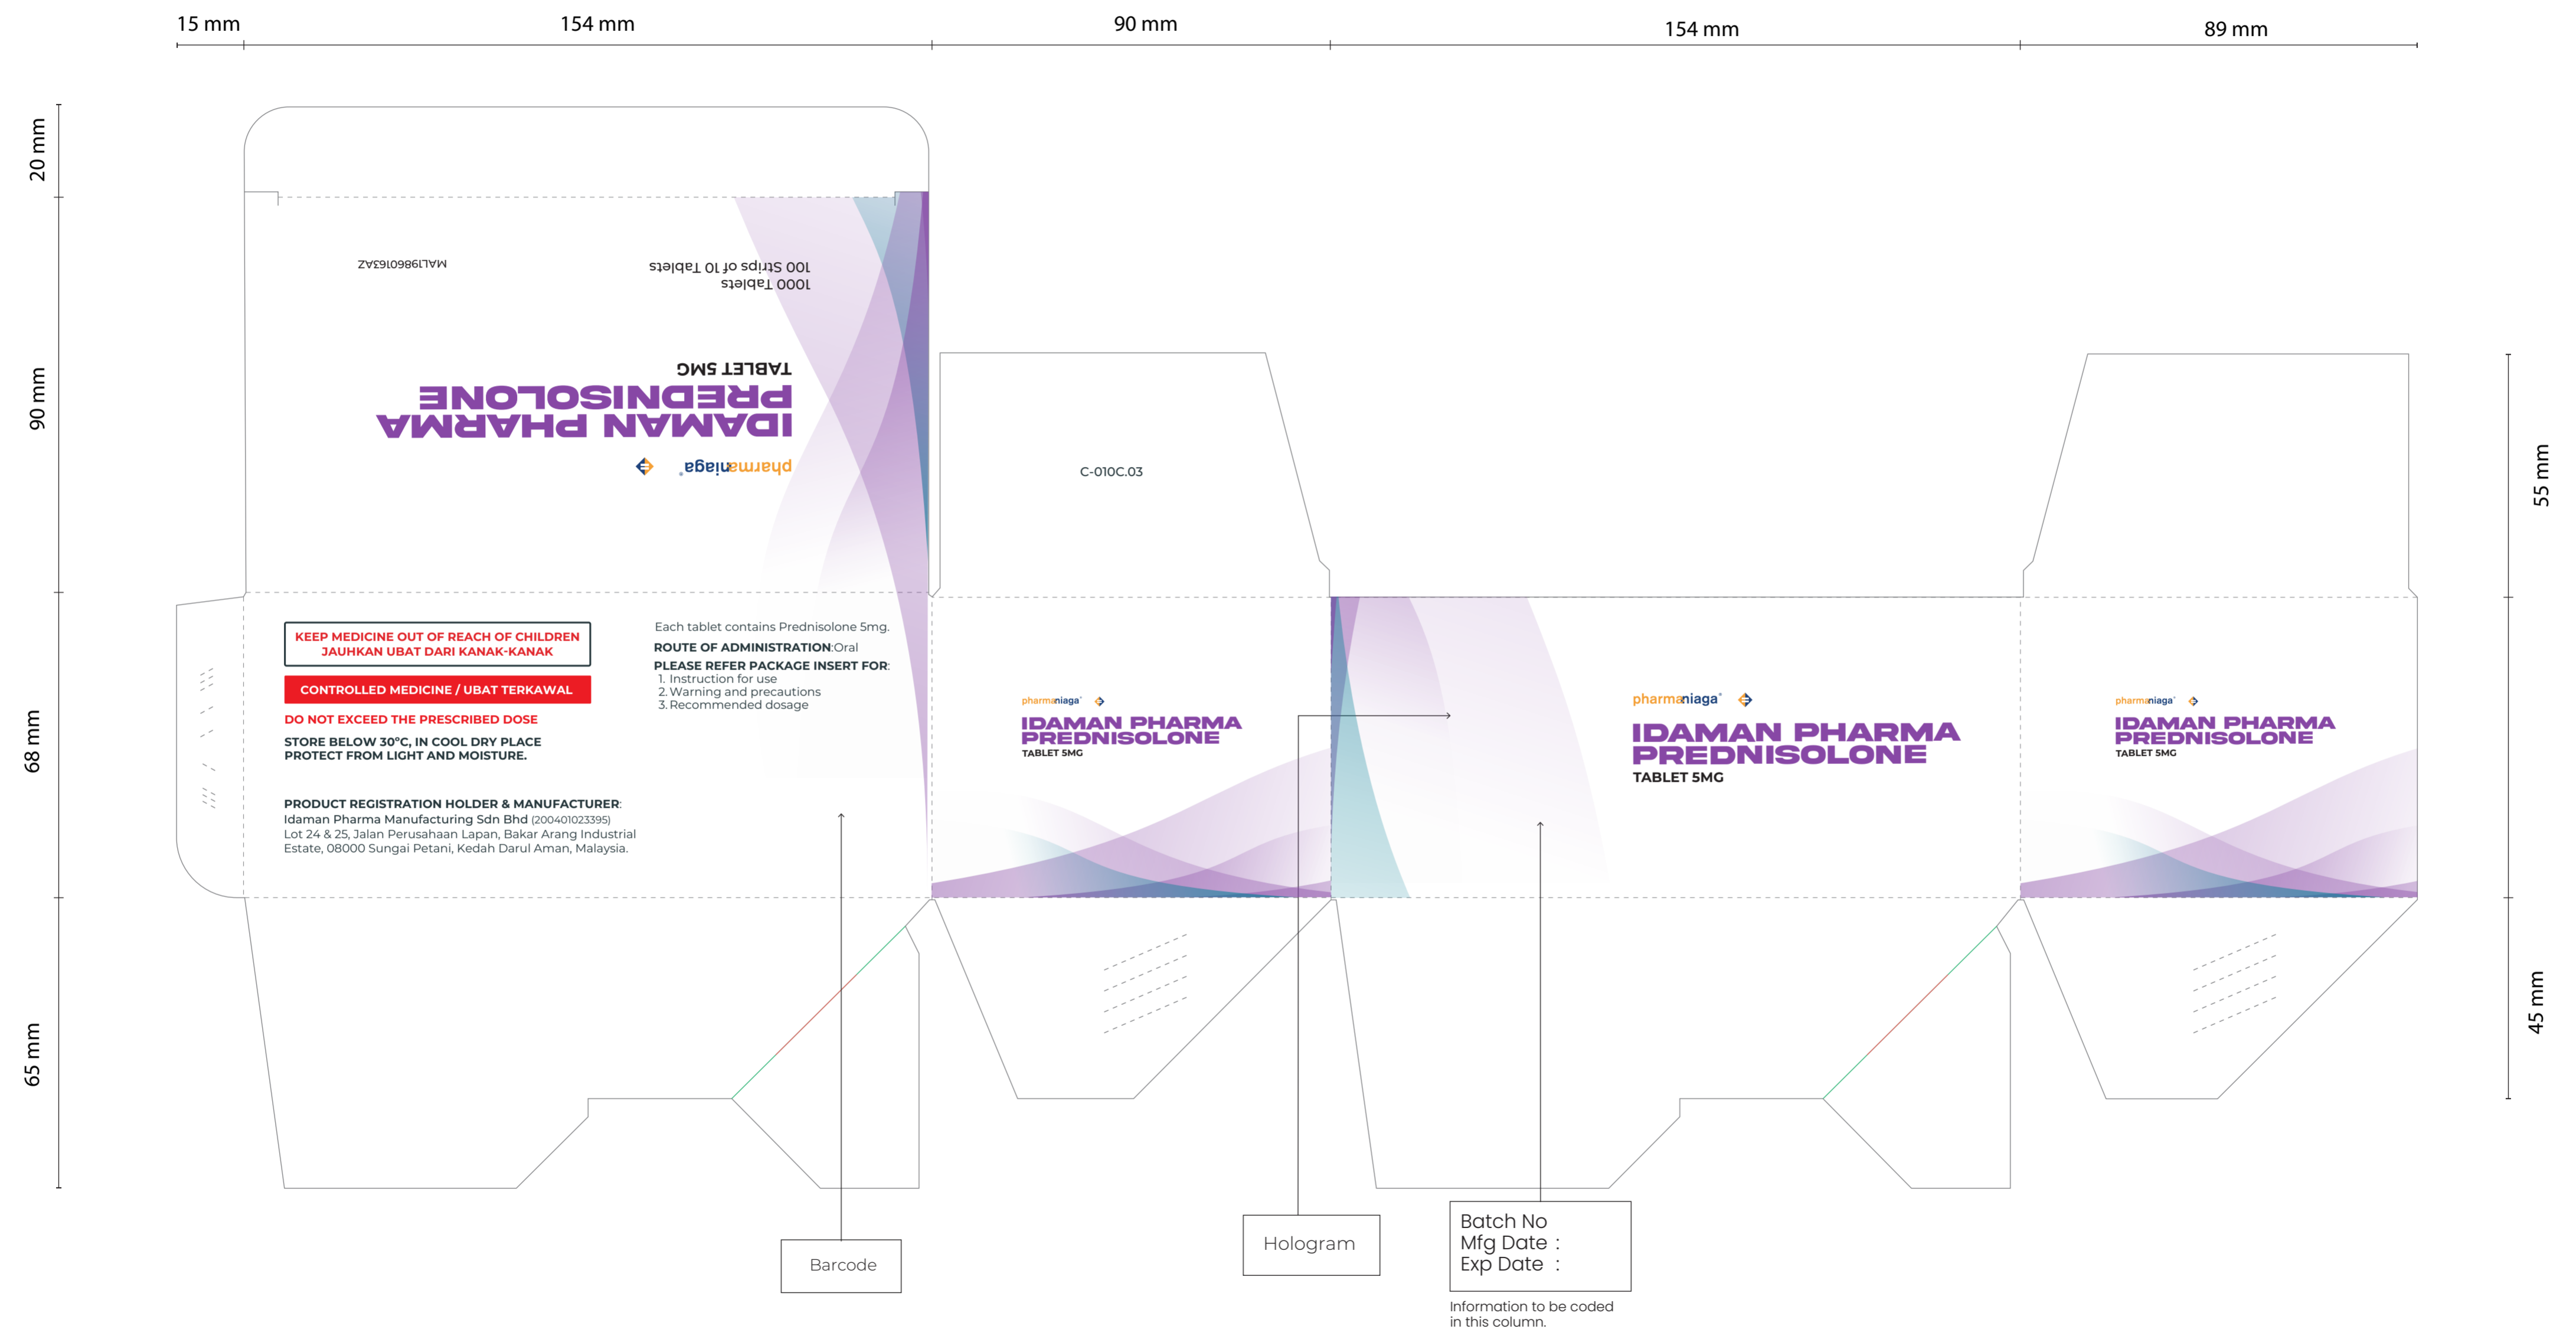 15 mm
154 mm
90 mm
154 mm
89 mm
20 mm
90 mm
68 mm
65 mm
55 mm
45 mm
pharmaniaga®
IDAMAN PHARMA
PREDNISOLONE
TABLET 5MG
1000 Tablets
100 Strips of 10 Tablets
MAL19860163AZ
C-010C.03
KEEP MEDICINE OUT OF REACH OF CHILDREN
JAUHKAN UBAT DARI KANAK-KANAK
CONTROLLED MEDICINE / UBAT TERKAWAL
DO NOT EXCEED THE PRESCRIBED DOSE
STORE BELOW 30°C, IN COOL DRY PLACE
PROTECT FROM LIGHT AND MOISTURE.
PRODUCT REGISTRATION HOLDER & MANUFACTURER:
Idaman Pharma Manufacturing Sdn Bhd (200401023395)
Lot 24 & 25, Jalan Perusahaan Lapan, Bakar Arang Industrial
Estate, 08000 Sungai Petani, Kedah Darul Aman, Malaysia.
Each tablet contains Prednisolone 5mg.
ROUTE OF ADMINISTRATION:Oral
PLEASE REFER PACKAGE INSERT FOR:
1. Instruction for use
2. Warning and precautions
3. Recommended dosage
pharmaniaga®
IDAMAN PHARMA
PREDNISOLONE
TABLET 5MG
pharmaniaga®
IDAMAN PHARMA
PREDNISOLONE
TABLET 5MG
pharmaniaga®
IDAMAN PHARMA
PREDNISOLONE
TABLET 5MG
Barcode
Hologram
Batch No
Mfg Date :
Exp Date :
Information to be coded
in this column.